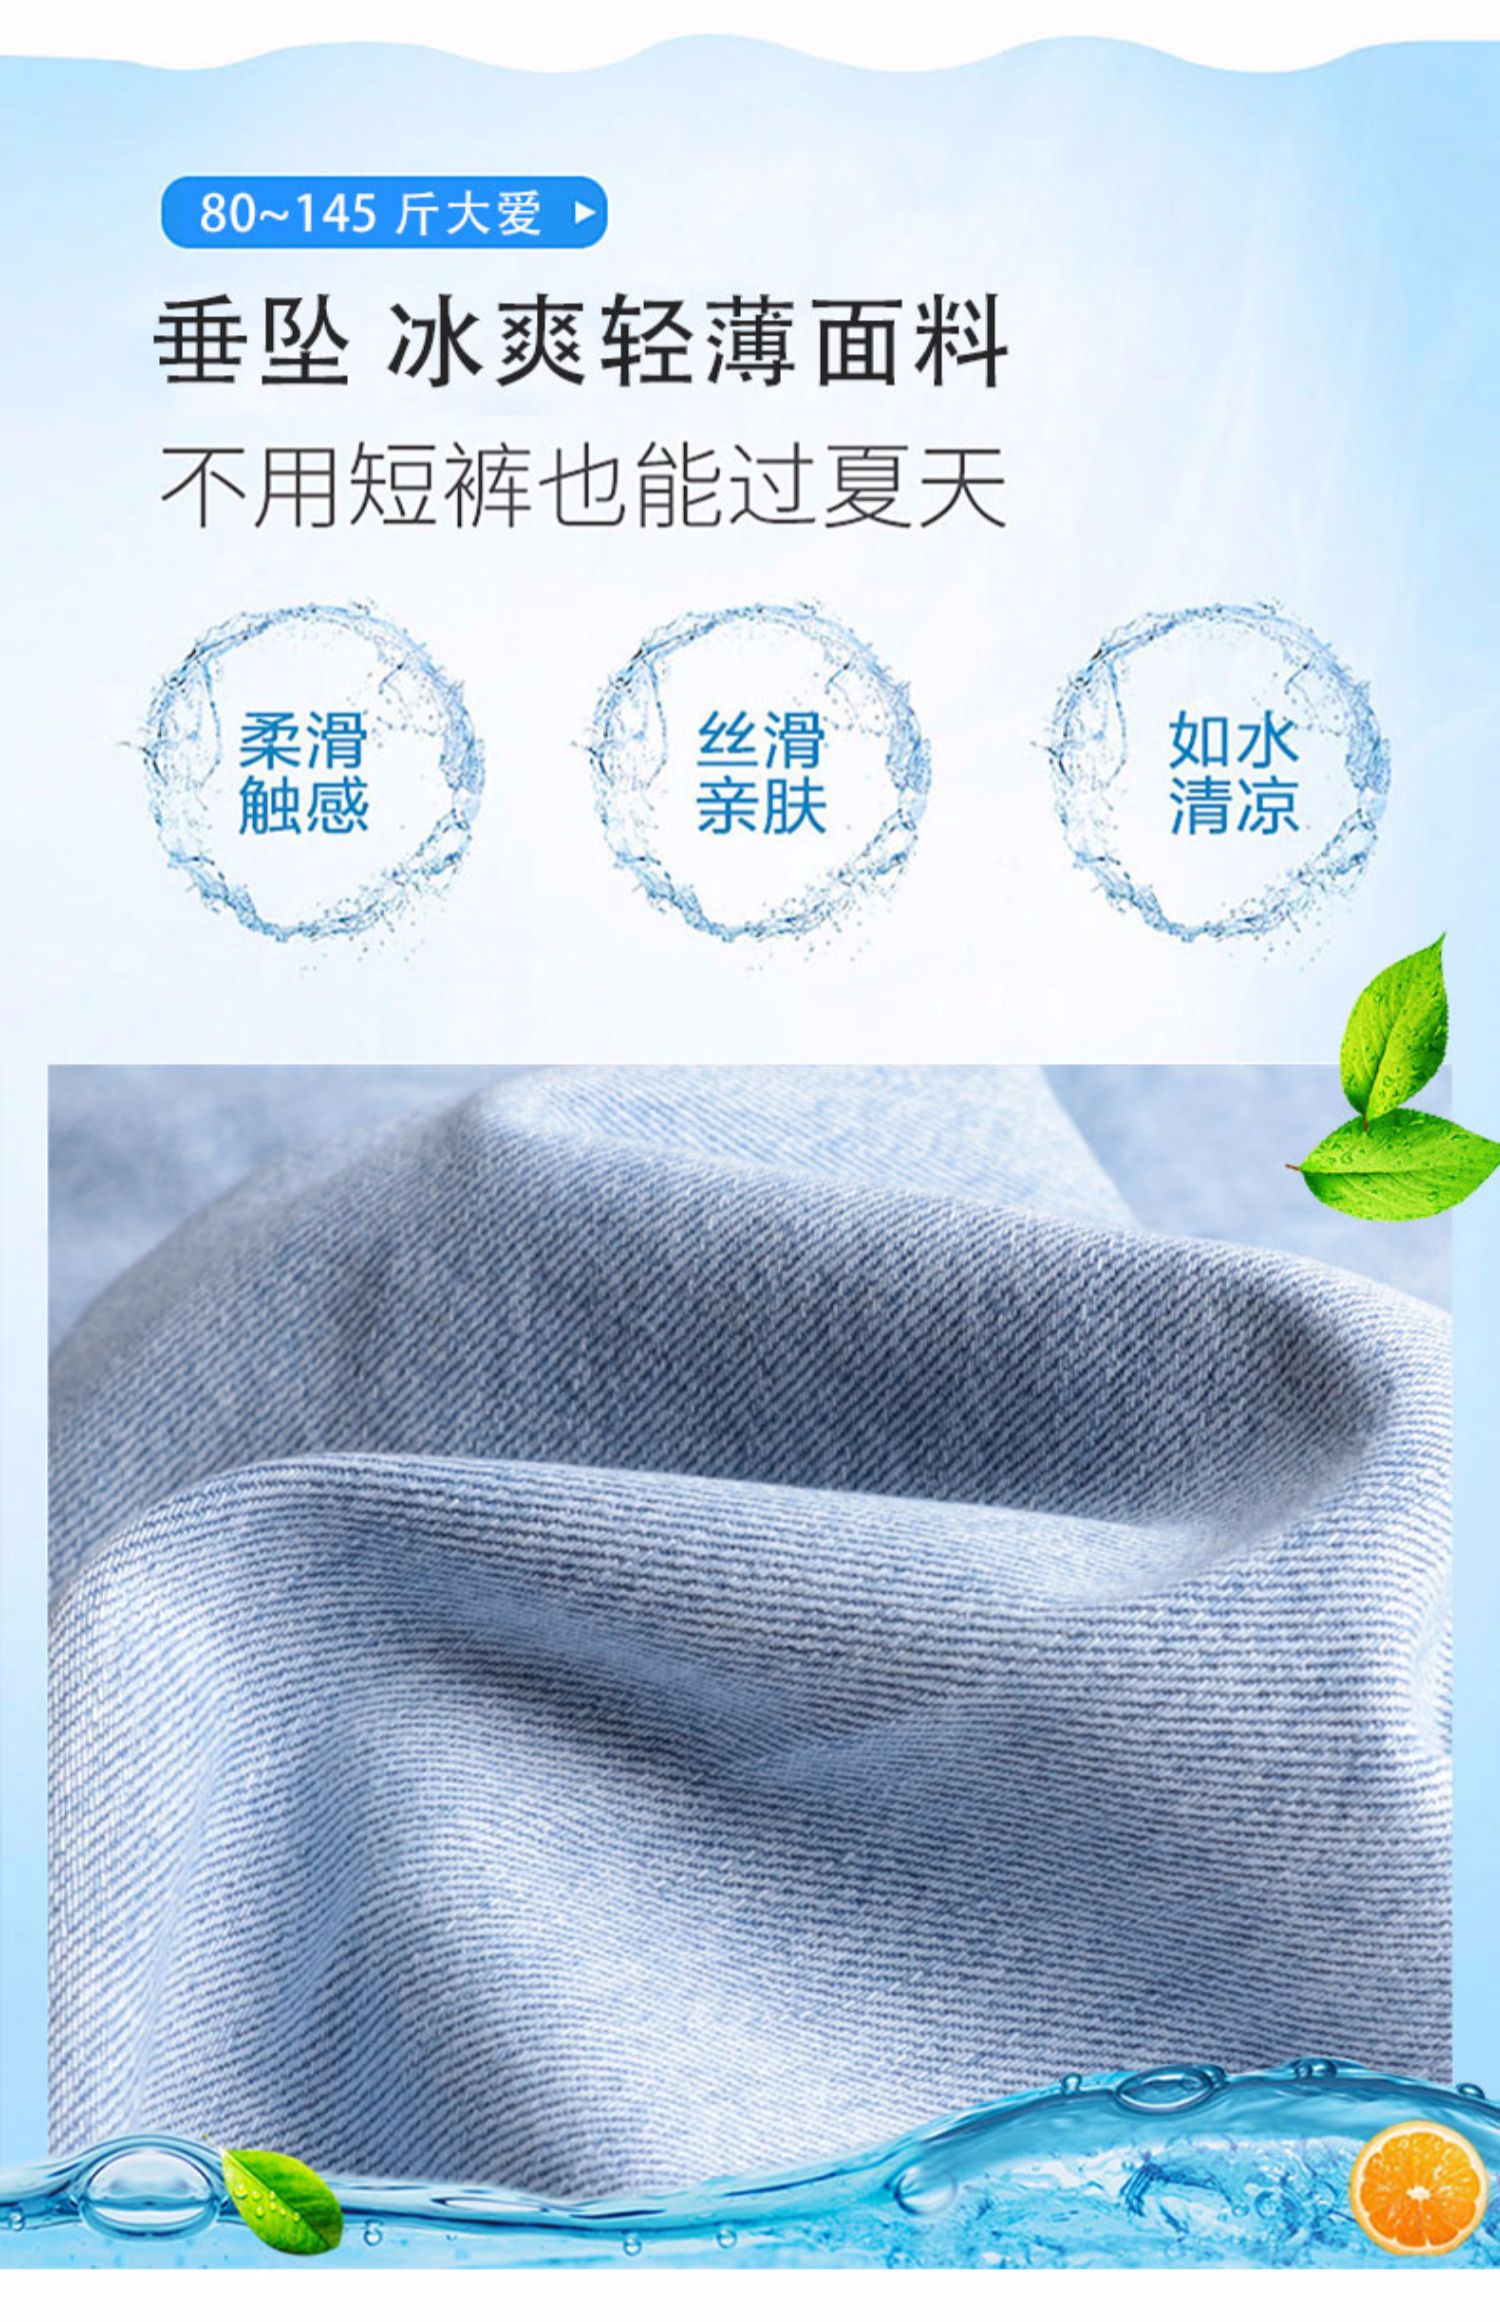 80~145 斤大爱
垂坠 冰爽轻薄面料
不用短裤也能过夏天
柔滑
触感
丝滑
亲肤
如水
清凉